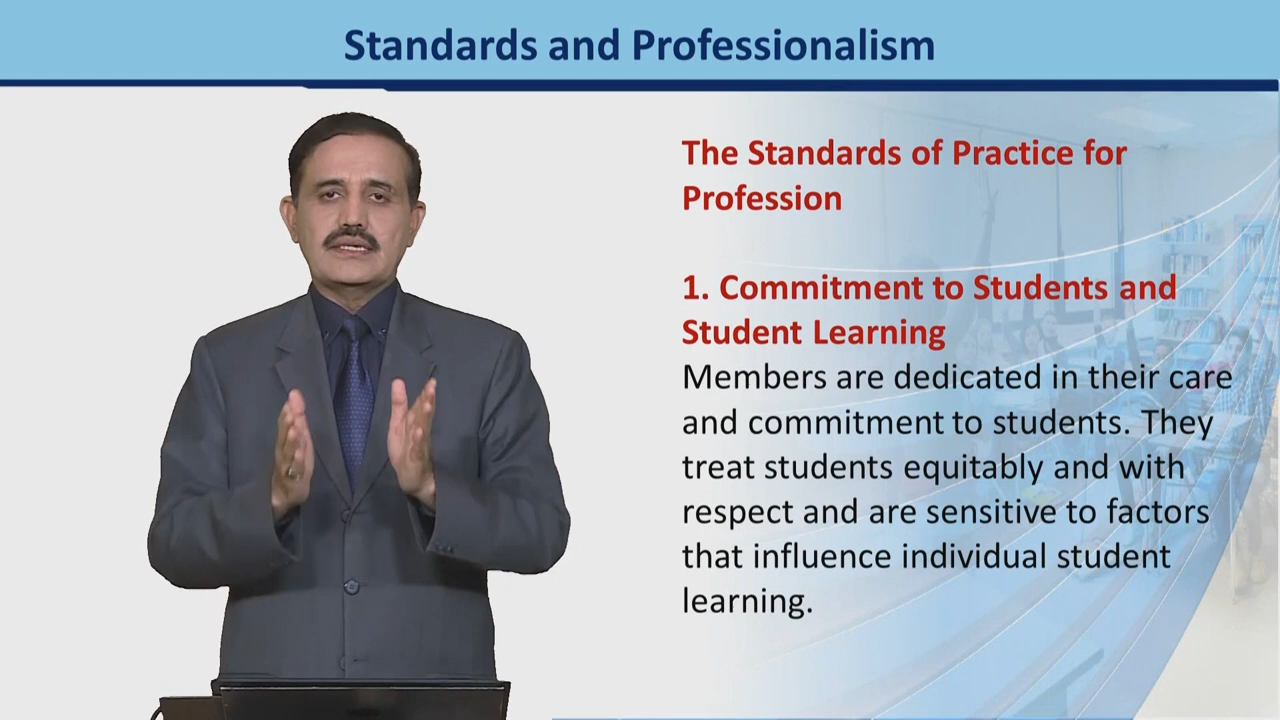 Standards and Professionalism
The Standards of Practice for
Profession
1. Commitment to Students and
Student Learning
Members are dedicated in their care
and commitment to students. They
treat students equitably and with
respect and are sensitive to factors
that influence individual student
learning.